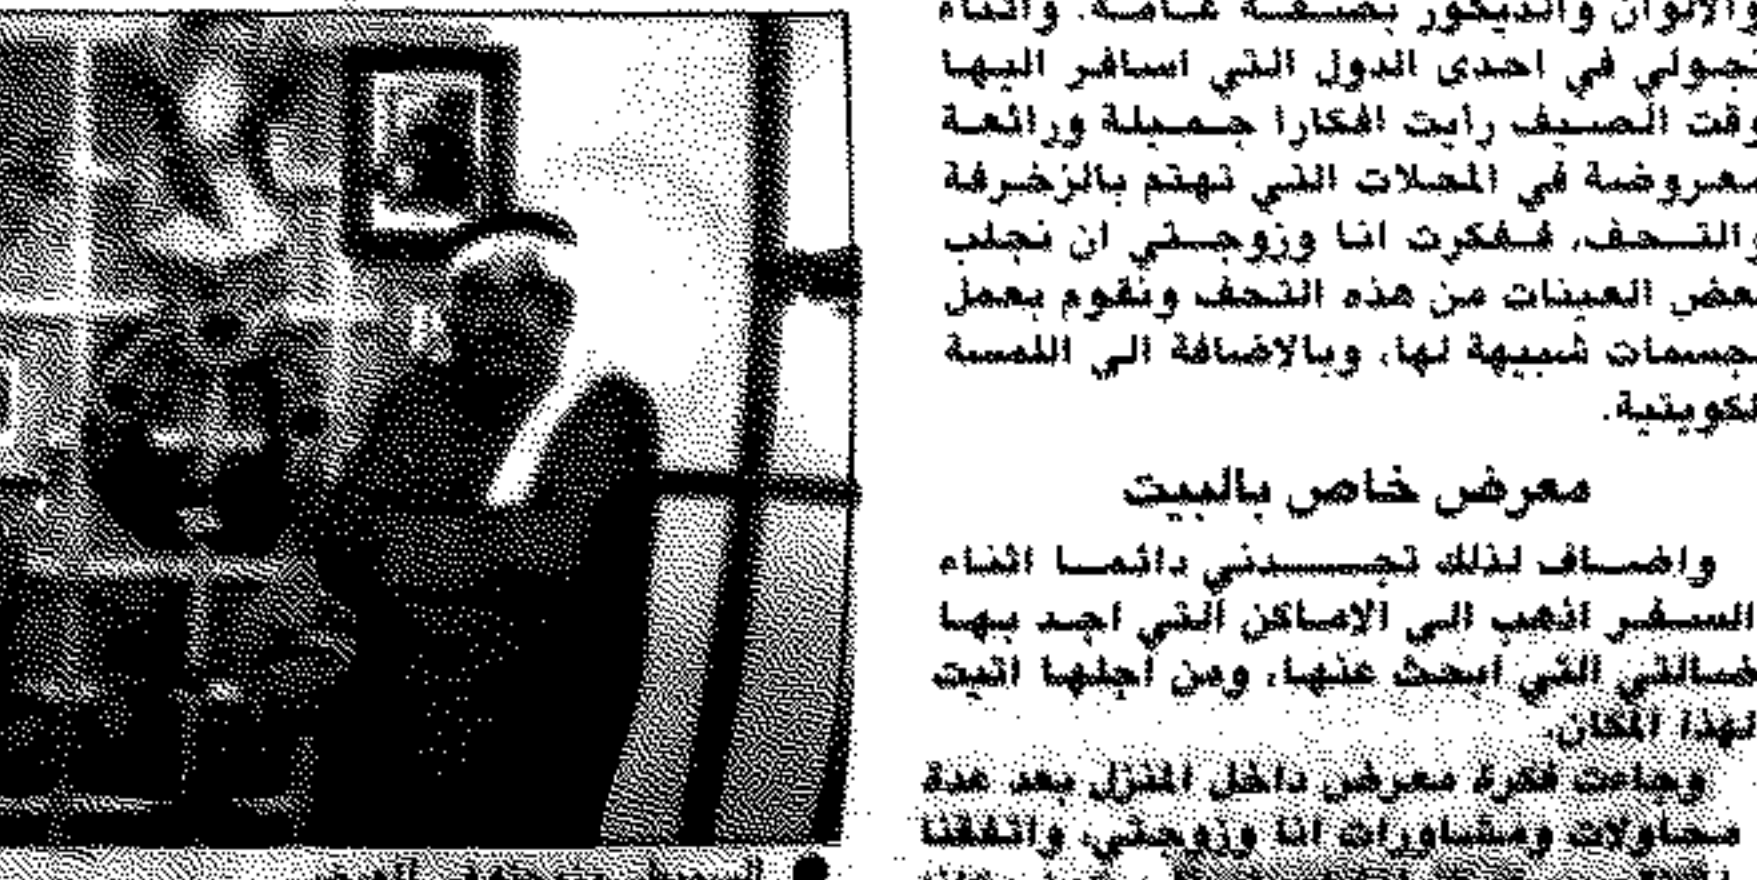 والالوان والديكور بصفة عامة. واثناء
تجولي في احدى الدول التي اسافر اليها
وقت الصيف رأيت افكارا جميلة ورائعة
معروضة في المحلات التي تهتم بالزخرفة
والتحف، ففكرت انا وزوجتي ان نجلب
بعض العينات من هذه التحف ونقوم بعمل
مجسمات شبيهة لها، وبالاضافة الى اللمسة
الكويتية.
معرض خاص بالبيت
واضاف لذلك تجدني دائما اثناء
السفر اذهب الى الاماكن التي اجد بها
ضالتي التي ابحث عنها، ومن اجلها اتيت
لهذا المكان.
وجاءت فكرة معرض داخل المنزل بعد عدة
محاولات ومشاورات انا وزوجتي، واتفقنا